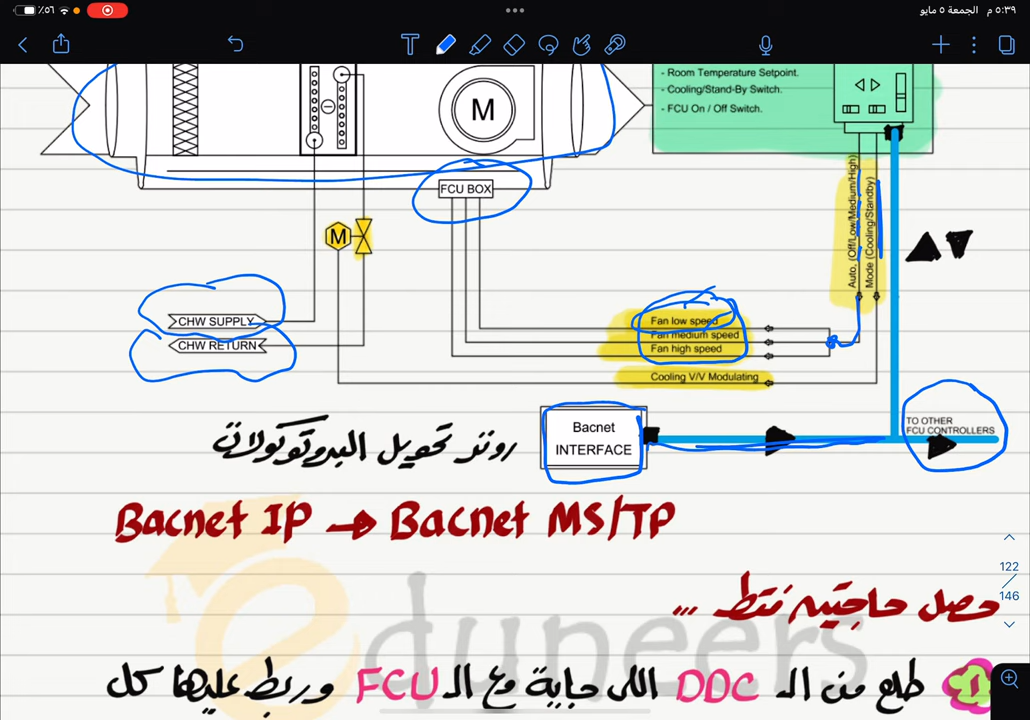 ٥:٣٩ م الجمعة ٥ مايو
٥٦٪
T
- Room Temperature Setpoint.
- Cooling/Stand-By Switch.
- FCU On / Off Switch.
M
FCU BOX
M
Auto. (Off/Low/Medium/High)
Mode (Cooling/Standby)
CHW SUPPLY
CHW RETURN
Fan low speed
Fan medium speed
Fan high speed
Cooling V/V Modulating
TO OTHER
FCU CONTROLLERS
Bacnet
INTERFACE
روتر تحويل البروتوكولات
Bacnet IP → Bacnet MS/TP
122
146
حصل حاجتين فقط ...
eduneers
1 طلع من الـ DDC اللى جاية مع الـ FCU وربط عليها كل